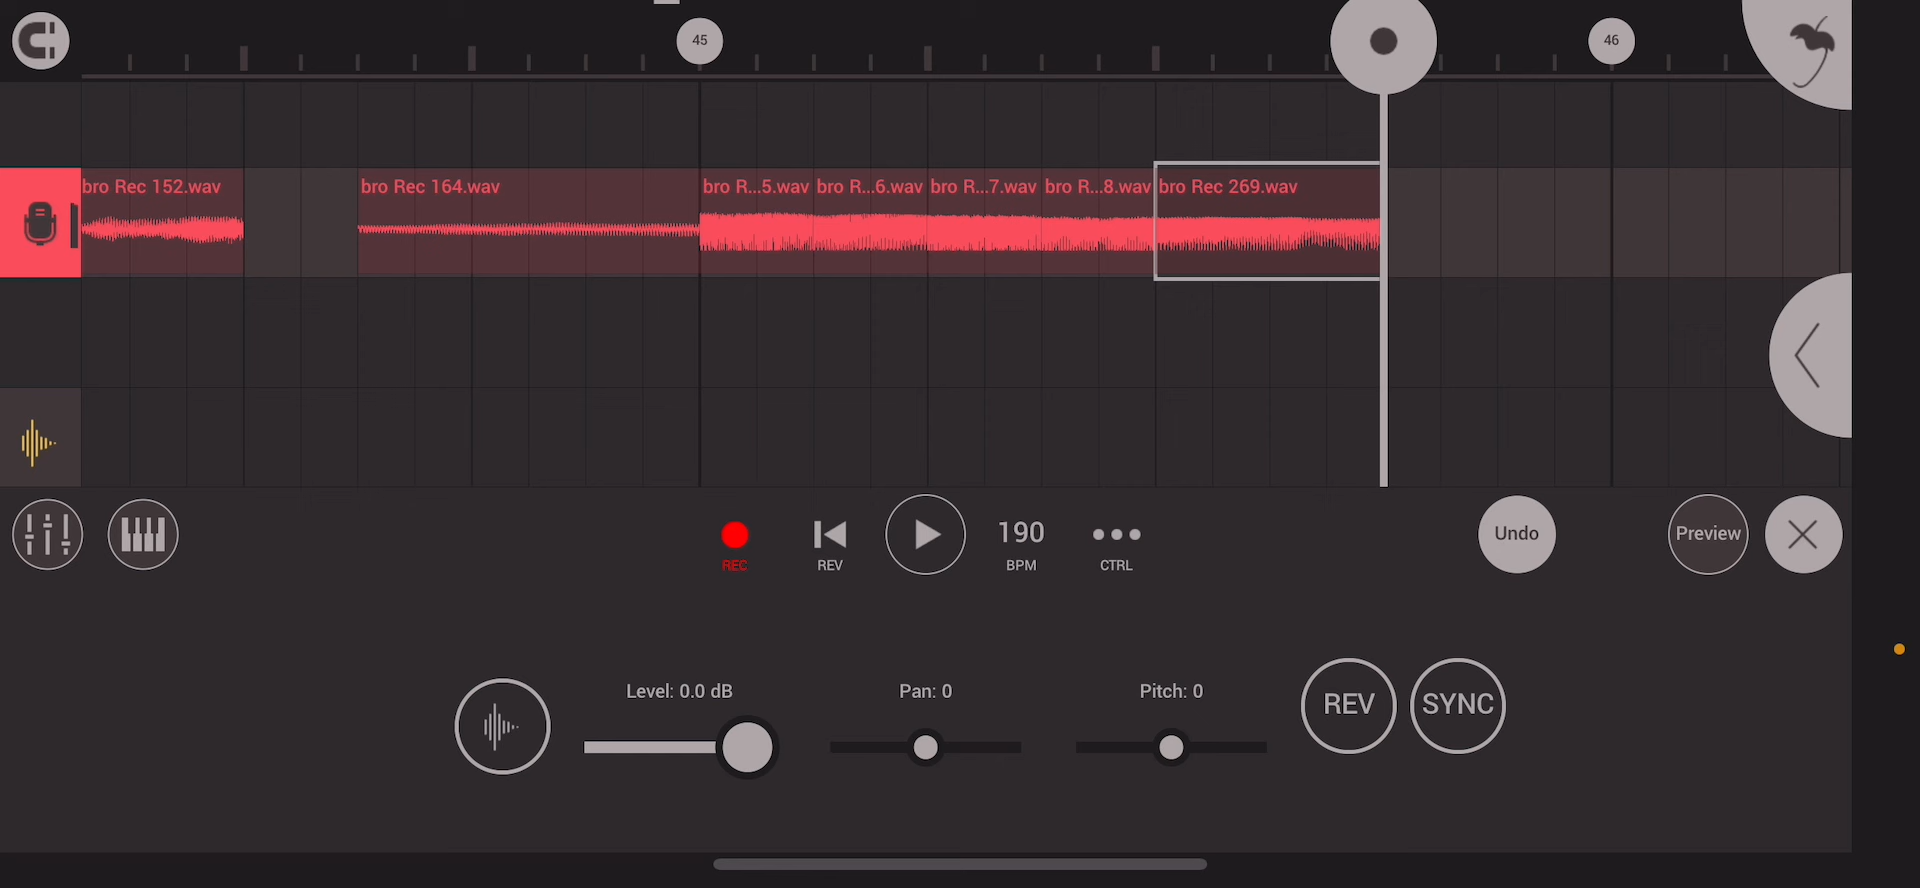 45
46
bro Rec 152.wav
bro Rec 164.wav
bro R...5.wav
bro R...6.wav
bro R...7.wav
bro R...8.wav
bro Rec 269.wav
REC
REV
190
BPM
CTRL
Undo
Preview
Level: 0.0 dB
Pan: 0
Pitch: 0
REV
SYNC